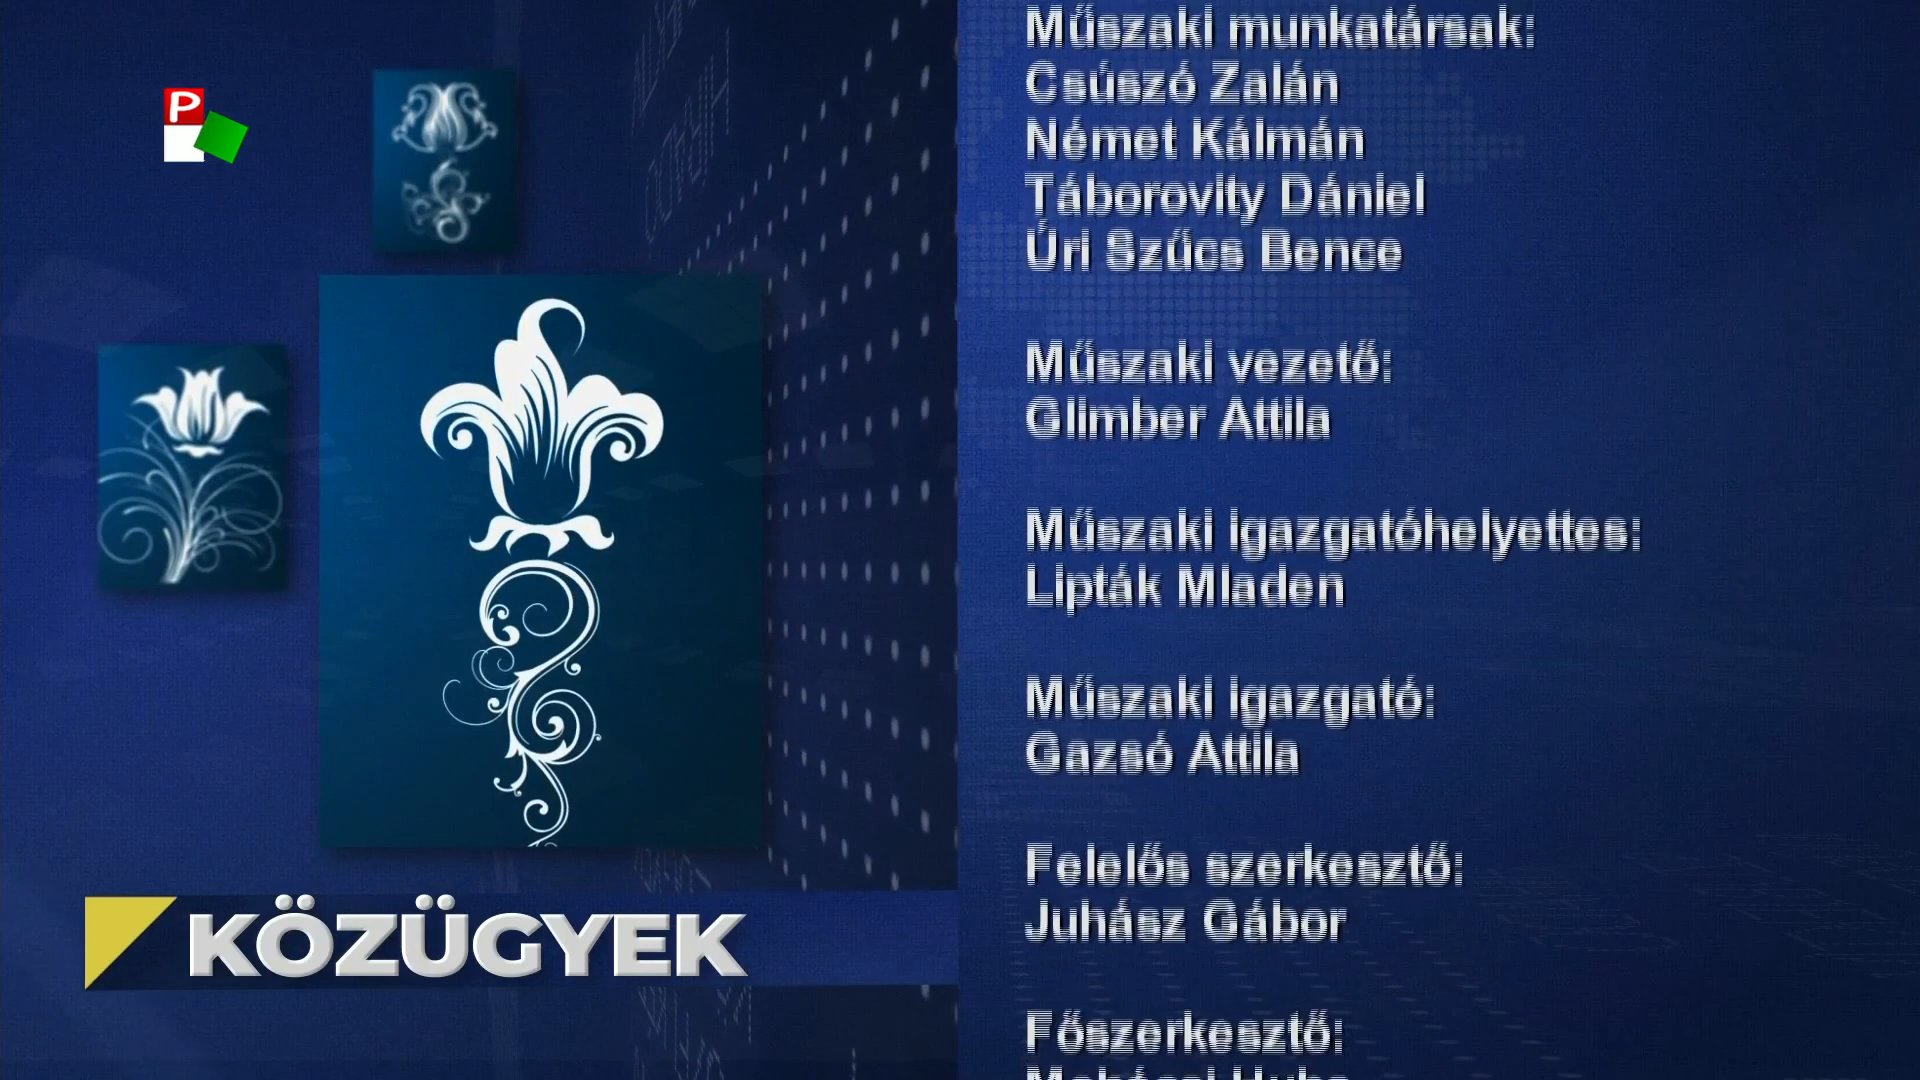 P
KÖZÜGYEK
Műszaki munkatársak:
Csúszó Zalán
Német Kálmán
Táborovity Dániel
Úri Szűcs Bence
Műszaki vezető:
Glimber Attila
Műszaki igazgatóhelyettes:
Lipták Mladen
Műszaki igazgató:
Gazsó Attila
Felelős szerkesztő:
Juhász Gábor
Főszerkesztő: